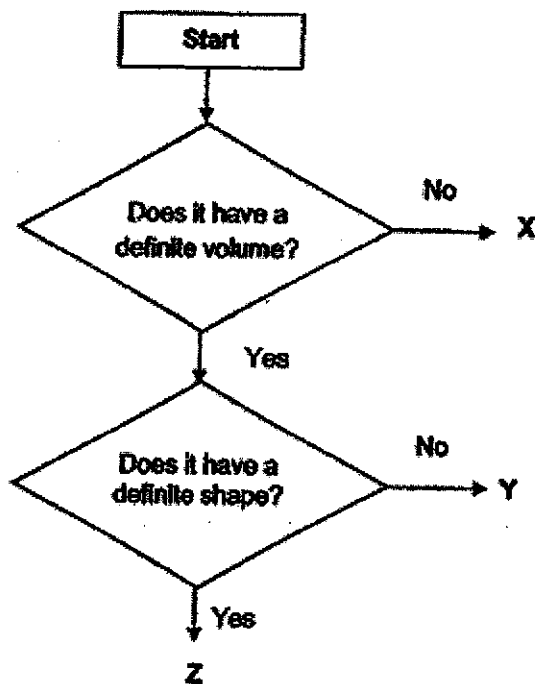 Start
Does it have a
definite volume?
No
X
Yes
Does it have a
definite shape?
No
Y
Yes
Z